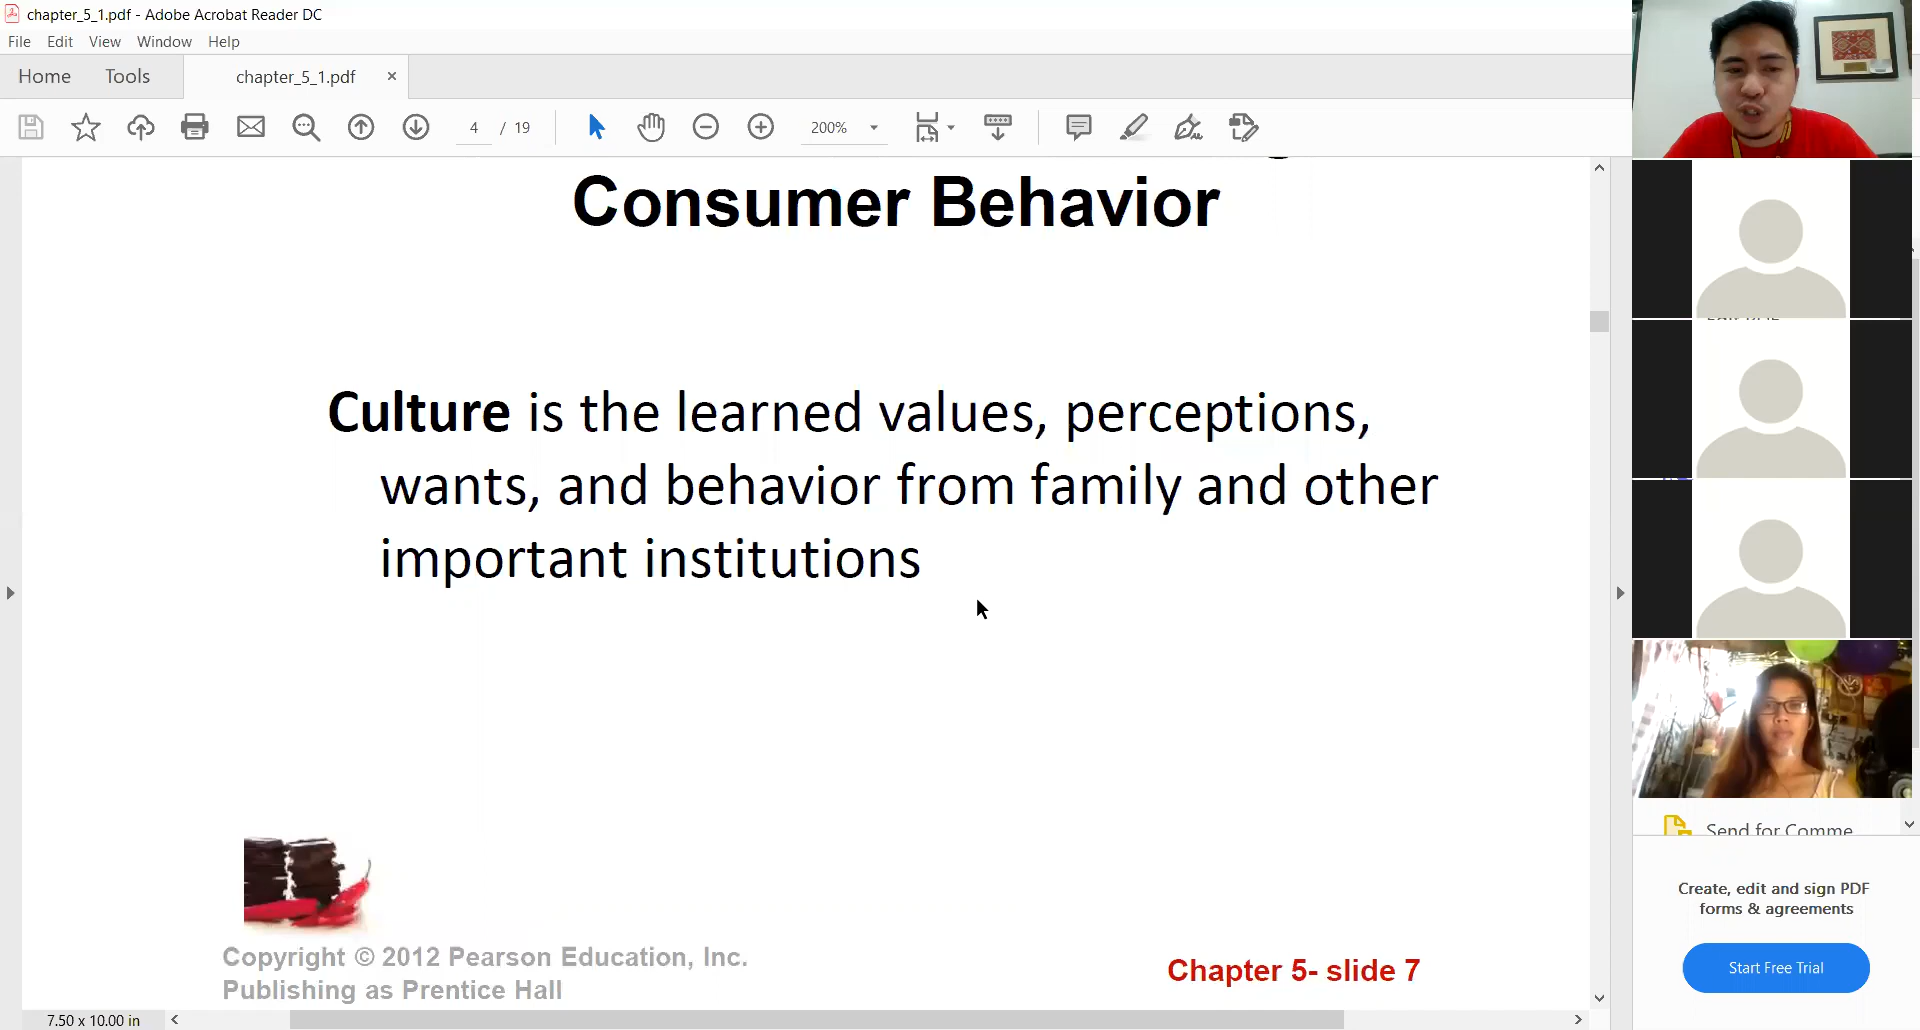 chapter_5_1.pdf - Adobe Acrobat Reader DC
File Edit View Window Help
Home Tools chapter_5_1.pdf ×
4 / 19 200%
Consumer Behavior
Culture is the learned values, perceptions,
wants, and behavior from family and other
important institutions
Copyright © 2012 Pearson Education, Inc.
Publishing as Prentice Hall
Chapter 5- slide 7
7.50 x 10.00 in
Send for Comme
Create, edit and sign PDF
forms & agreements
Start Free Trial